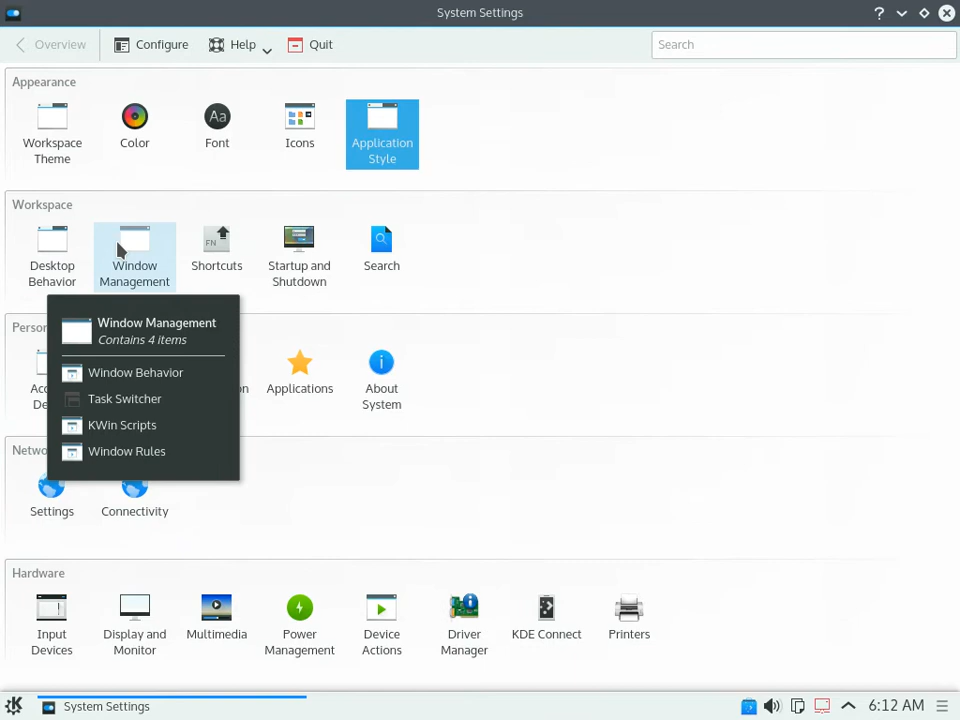 System Settings
Overview
Configure
Help
Quit
Search
Appearance
Workspace
Theme
Color
Aa
Font
Icons
Application
Style
Workspace
Desktop
Behavior
Window
Management
FN
Shortcuts
Startup and
Shutdown
Search
Window Management
Contains 4 items
Window Behavior
Task Switcher
KWin Scripts
Window Rules
Applications
About
System
Settings
Connectivity
Hardware
Input
Devices
Display and
Monitor
Multimedia
Power
Management
Device
Actions
Driver
Manager
KDE Connect
Printers
System Settings
6:12 AM